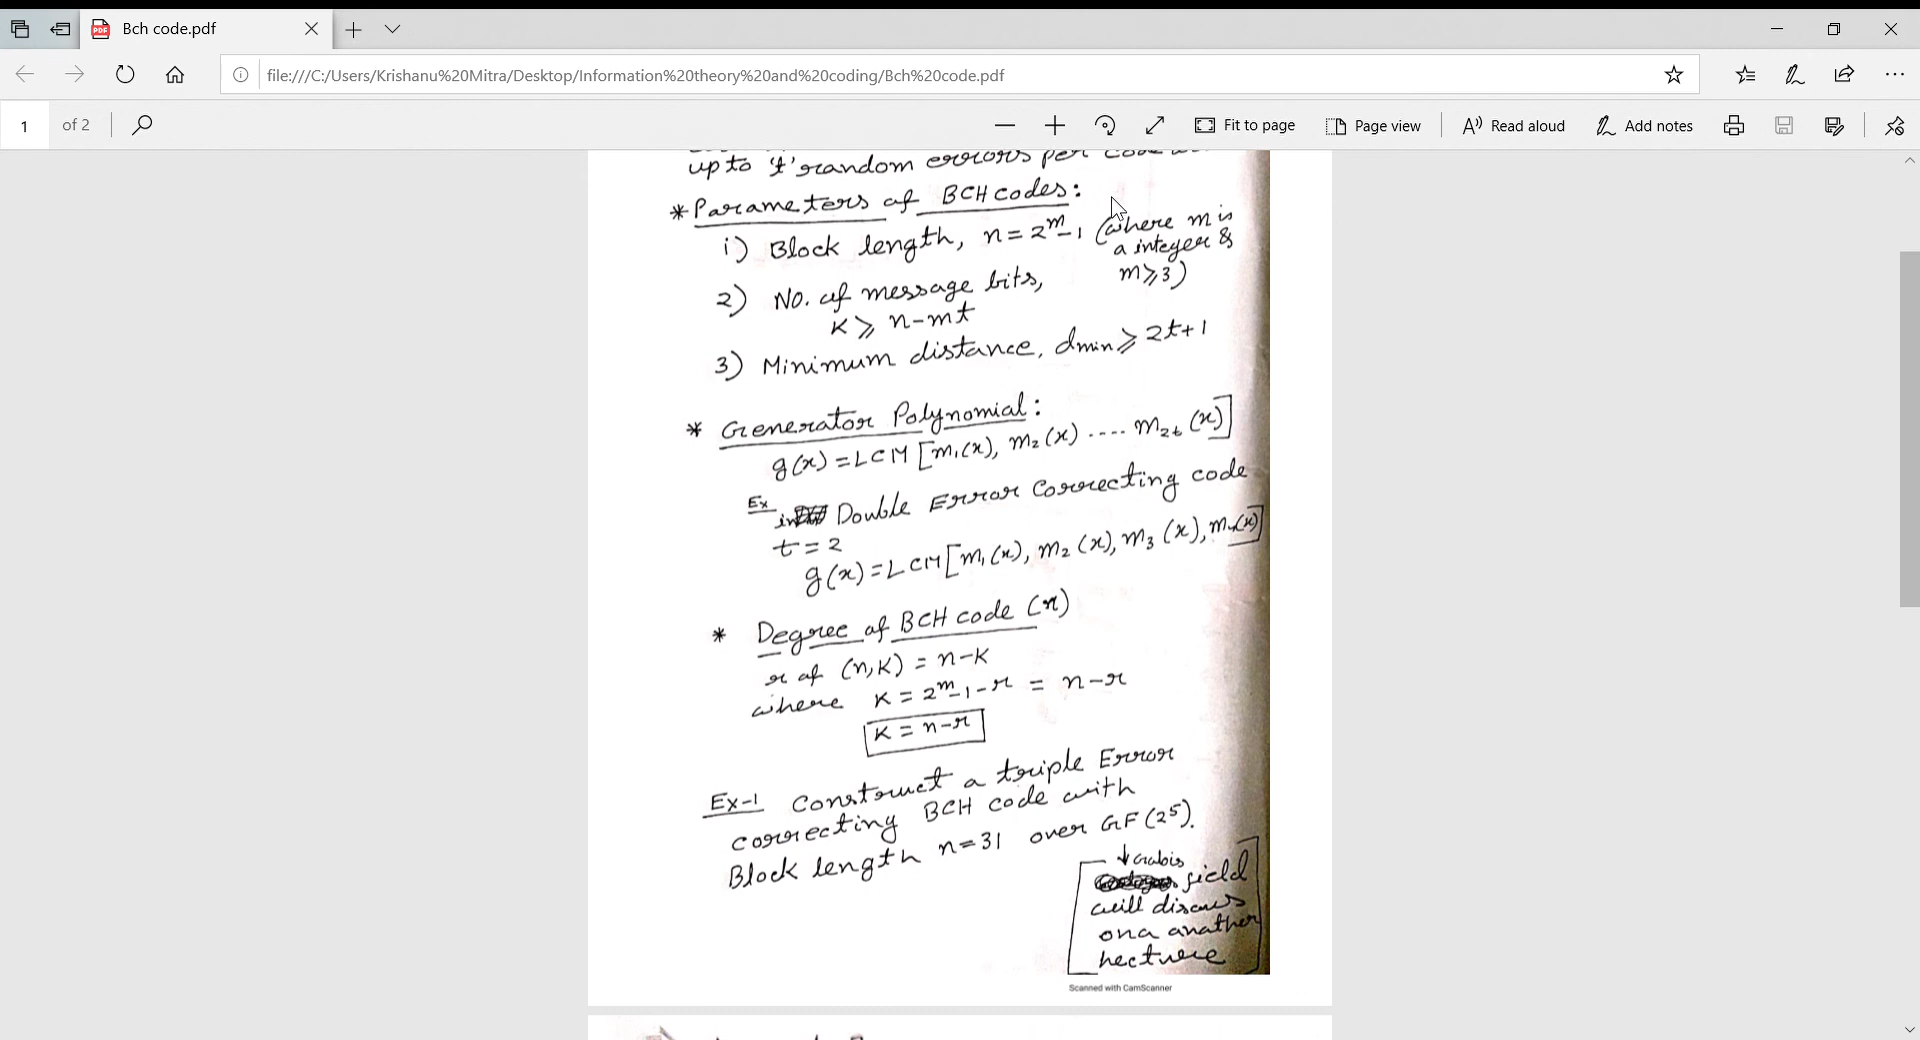 Bch code.pdf
file:///C:/Users/Krishanu%20Mitra/Desktop/Information%20theory%20and%20coding/Bch%20code.pdf
1 of 2
Fit to page Page view Read aloud Add notes
up to 't' random errors per code
* Parameters of BCH codes:
i) Block length, n = 2^m-1 (where m is
a integer &
m ≥ 3)
2) No. of message bits,
K ≥ n-mt
3) Minimum distance, dmin ≥ 2t+1
* Generator Polynomial:
g(x) = LCM [m₁(x), m₂(x) .... m₂t(x)]
Ex in Double Error Correcting code
t = 2
g(x) = LCM [m₁(x), m₂(x), m₃(x), m₄(x)]
* Degree of BCH code (r)
r of (n,K) = n-K
where K = 2^m-1-r = n-r
K = n-r
Ex-1 Construct a triple Error
correcting BCH code with
Block length n=31 over GF(2⁵).
↓
field
will discuss
on a another
lecture
Scanned with CamScanner